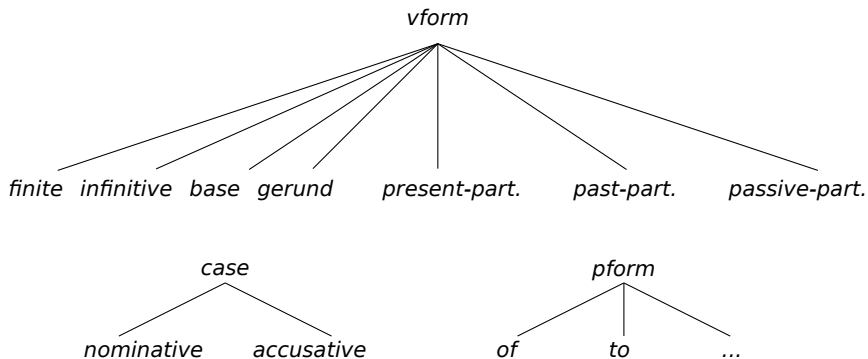 vform
finite infinitive base gerund present-part. past-part. passive-part.
case pform
nominative accusative of to ...